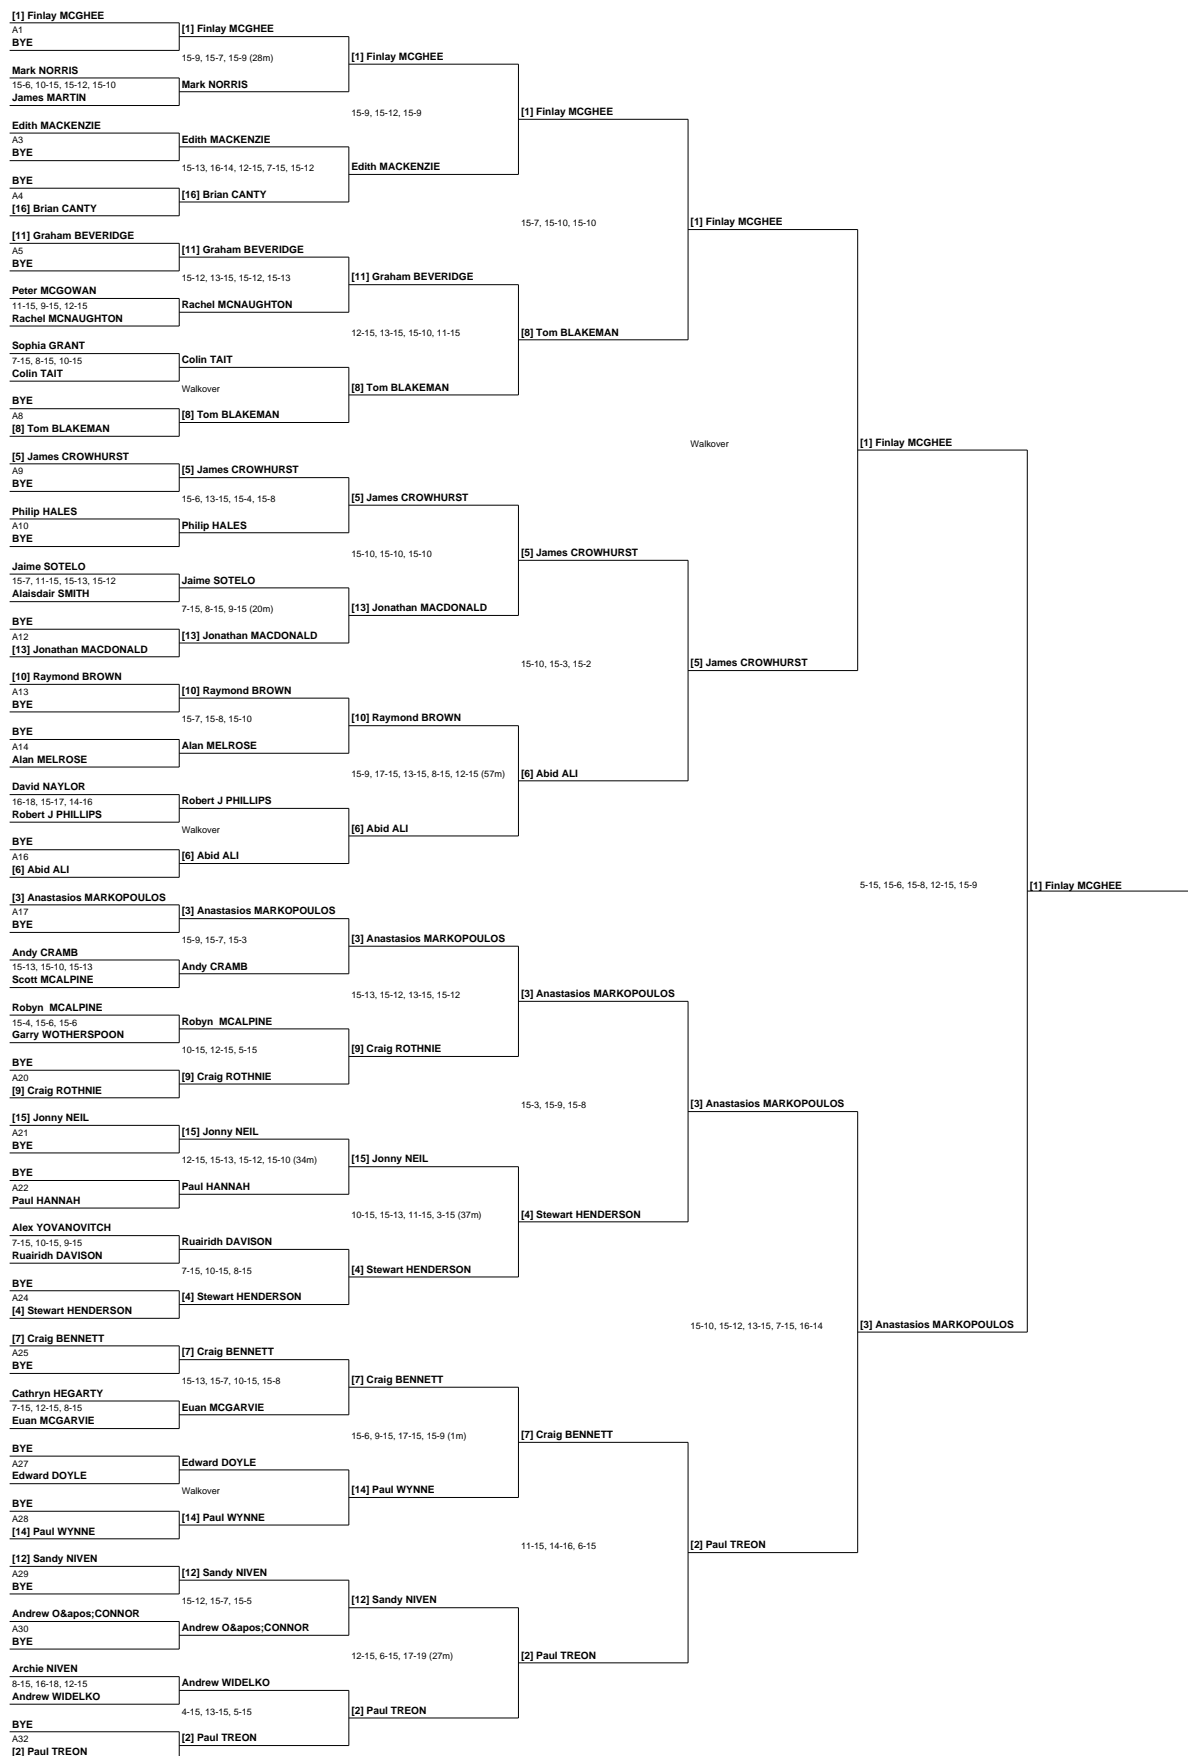 [1] Finlay MCGHEE
A1
BYE
Mark NORRIS
15-6, 10-15, 15-12, 15-10
James MARTIN
Edith MACKENZIE
A3
BYE
BYE
A4
[16] Brian CANTY
[11] Graham BEVERIDGE
A5
BYE
Peter MCGOWAN
11-15, 9-15, 12-15
Rachel MCNAUGHTON
Sophia GRANT
7-15, 8-15, 10-15
Colin TAIT
BYE
A8
[8] Tom BLAKEMAN
[5] James CROWHURST
A9
BYE
Philip HALES
A10
BYE
Jaime SOTELO
15-7, 11-15, 15-13, 15-12
Alaisdair SMITH
BYE
A12
[13] Jonathan MACDONALD
[10] Raymond BROWN
A13
BYE
BYE
A14
Alan MELROSE
David NAYLOR
16-18, 15-17, 14-16
Robert J PHILLIPS
BYE
A16
[6] Abid ALI
[3] Anastasios MARKOPOULOS
A17
BYE
Andy CRAMB
15-13, 15-10, 15-13
Scott MCALPINE
Robyn  MCALPINE
15-4, 15-6, 15-6
Garry WOTHERSPOON
BYE
A20
[9] Craig ROTHNIE
[15] Jonny NEIL
A21
BYE
BYE
A22
Paul HANNAH
Alex YOVANOVITCH
7-15, 10-15, 9-15
Ruairidh DAVISON
BYE
A24
[4] Stewart HENDERSON
[7] Craig BENNETT
A25
BYE
Cathryn HEGARTY
7-15, 12-15, 8-15
Euan MCGARVIE
BYE
A27
Edward DOYLE
BYE
A28
[14] Paul WYNNE
[12] Sandy NIVEN
A29
BYE
Andrew O&apos;CONNOR
A30
BYE
Archie NIVEN
8-15, 16-18, 12-15
Andrew WIDELKO
BYE
A32
[2] Paul TREON
[1] Finlay MCGHEE
15-9, 15-7, 15-9 (28m)
Mark NORRIS
Edith MACKENZIE
15-13, 16-14, 12-15, 7-15, 15-12
[16] Brian CANTY
[11] Graham BEVERIDGE
15-12, 13-15, 15-12, 15-13
Rachel MCNAUGHTON
Colin TAIT
Walkover
[8] Tom BLAKEMAN
[5] James CROWHURST
15-6, 13-15, 15-4, 15-8
Philip HALES
Jaime SOTELO
7-15, 8-15, 9-15 (20m)
[13] Jonathan MACDONALD
[10] Raymond BROWN
15-7, 15-8, 15-10
Alan MELROSE
Robert J PHILLIPS
Walkover
[6] Abid ALI
[3] Anastasios MARKOPOULOS
15-9, 15-7, 15-3
Andy CRAMB
Robyn  MCALPINE
10-15, 12-15, 5-15
[9] Craig ROTHNIE
[15] Jonny NEIL
12-15, 15-13, 15-12, 15-10 (34m)
Paul HANNAH
Ruairidh DAVISON
7-15, 10-15, 8-15
[4] Stewart HENDERSON
[7] Craig BENNETT
15-13, 15-7, 10-15, 15-8
Euan MCGARVIE
Edward DOYLE
Walkover
[14] Paul WYNNE
[12] Sandy NIVEN
15-12, 15-7, 15-5
Andrew O&apos;CONNOR
Andrew WIDELKO
4-15, 13-15, 5-15
[2] Paul TREON
[1] Finlay MCGHEE
15-9, 15-12, 15-9
Edith MACKENZIE
[11] Graham BEVERIDGE
12-15, 13-15, 15-10, 11-15
[8] Tom BLAKEMAN
[5] James CROWHURST
15-10, 15-10, 15-10
[13] Jonathan MACDONALD
[10] Raymond BROWN
15-9, 17-15, 13-15, 8-15, 12-15 (57m)
[6] Abid ALI
[3] Anastasios MARKOPOULOS
15-13, 15-12, 13-15, 15-12
[9] Craig ROTHNIE
[15] Jonny NEIL
10-15, 15-13, 11-15, 3-15 (37m)
[4] Stewart HENDERSON
[7] Craig BENNETT
15-6, 9-15, 17-15, 15-9 (1m)
[14] Paul WYNNE
[12] Sandy NIVEN
12-15, 6-15, 17-19 (27m)
[2] Paul TREON
[1] Finlay MCGHEE
15-7, 15-10, 15-10
[8] Tom BLAKEMAN
[5] James CROWHURST
15-10, 15-3, 15-2
[6] Abid ALI
[3] Anastasios MARKOPOULOS
15-3, 15-9, 15-8
[4] Stewart HENDERSON
[7] Craig BENNETT
11-15, 14-16, 6-15
[2] Paul TREON
[1] Finlay MCGHEE
Walkover
[5] James CROWHURST
[3] Anastasios MARKOPOULOS
15-10, 15-12, 13-15, 7-15, 16-14
[2] Paul TREON
[1] Finlay MCGHEE
5-15, 15-6, 15-8, 12-15, 15-9
[3] Anastasios MARKOPOULOS
[1] Finlay MCGHEE